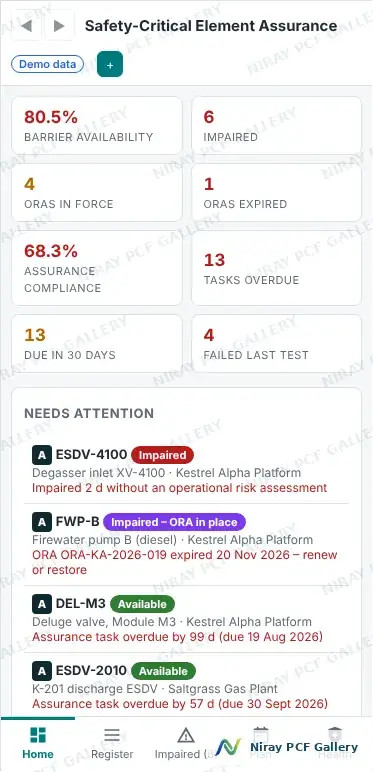 Safety-Critical Element Assurance
Demo data
+
80.5%
BARRIER AVAILABILITY
6
IMPAIRED
4
ORAS IN FORCE
1
ORAS EXPIRED
68.3%
ASSURANCE
COMPLIANCE
13
TASKS OVERDUE
13
DUE IN 30 DAYS
4
FAILED LAST TEST
NEEDS ATTENTION
A ESDV-4100 Impaired
Degasser inlet XV-4100 · Kestrel Alpha Platform
Impaired 2 d without an operational risk assessment
A FWP-B Impaired – ORA in place
Firewater pump B (diesel) · Kestrel Alpha Platform
ORA ORA-KA-2026-019 expired 20 Nov 2026 – renew
or restore
A DEL-M3 Available
Deluge valve, Module M3 · Kestrel Alpha Platform
Assurance task overdue by 99 d (due 19 Aug 2026)
A ESDV-2010 Available
K-201 discharge ESDV · Saltgrass Gas Plant
Assurance task overdue by 57 d (due 30 Sept 2026)
Home Register Impaired
Niray PCF Gallery
NIRAY PCF GALLERY